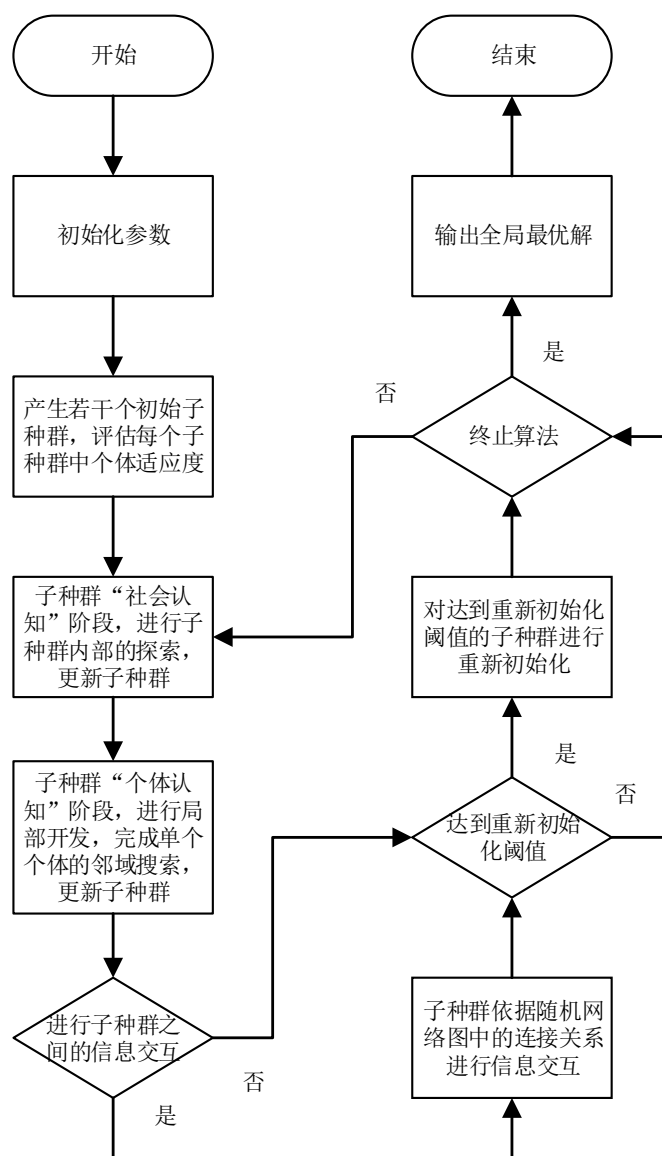 开始
初始化参数
产生若干个初始子
种群，评估每个子
种群中个体适应度
子种群“社会认
知”阶段，进行子
种群内部的探索，
更新子种群
子种群“个体认
知”阶段，进行局
部开发，完成单个
个体的邻域搜索，
更新子种群
进行子种群之
间的信息交互
否
是
结束
输出全局最优解
是
否
终止算法
对达到重新初始化
阈值的子种群进行
重新初始化
是
否
达到重新初始
化阈值
子种群依据随机网
络图中的连接关系
进行信息交互